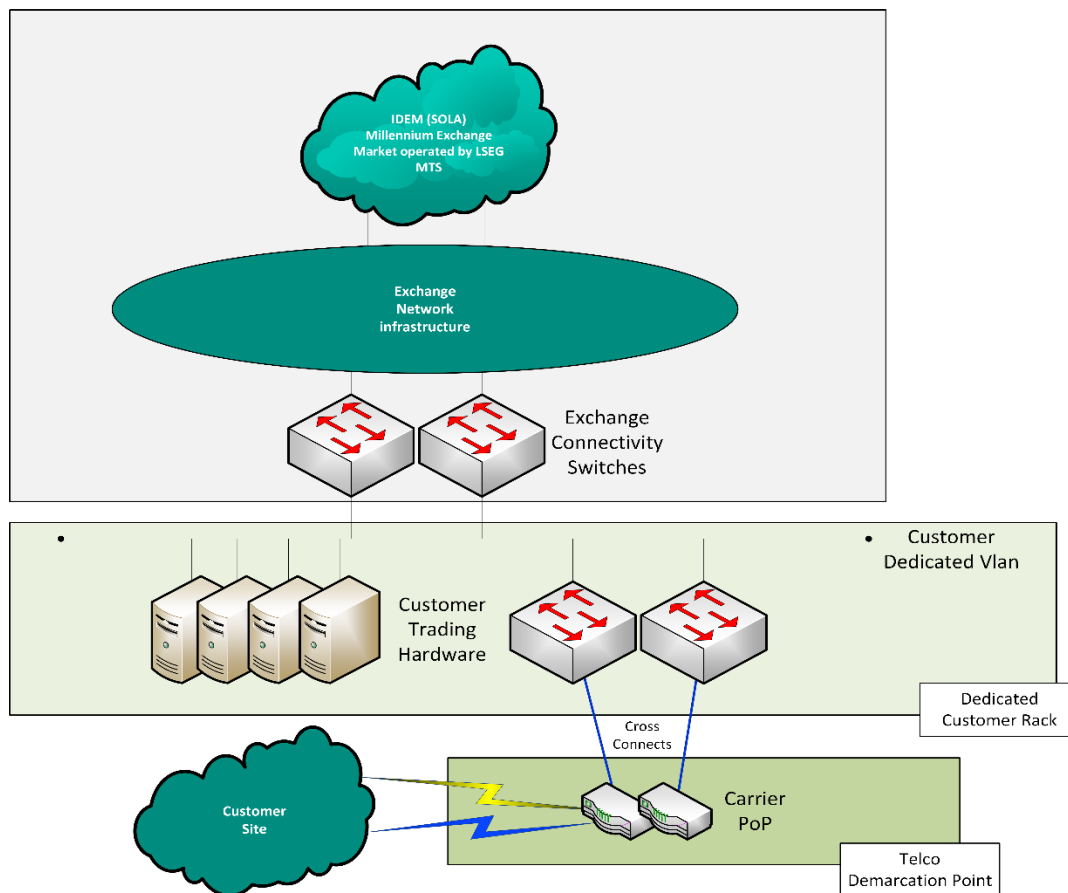 IDEM (SOLA)
Millennium Exchange
Market operated by LSEG
MTS
Exchange
Network
infrastructure
Exchange
Connectivity
Switches
Customer
Dedicated Vlan
Customer
Trading
Hardware
Dedicated
Customer Rack
Cross
Connects
Customer
Site
Carrier
PoP
Telco
Demarcation Point